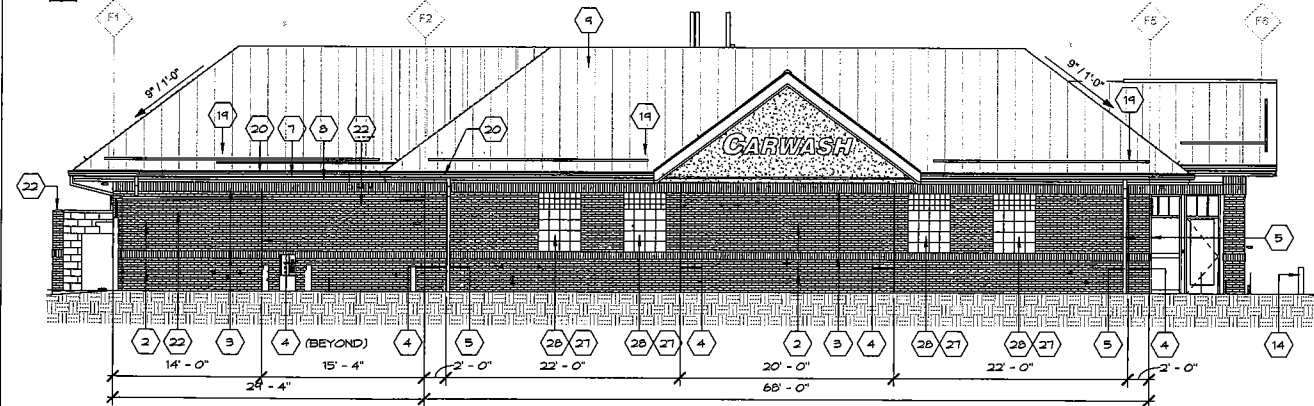 F1 F2 9 F5 F6
9" / 1'-0" 9" / 1'-0"
19 20 7 8 22 20 19 19
CARWASH
22
5
2 22 3 4 (BEYOND) 4 5 28 27 28 27 4 2 3 4 28 27 28 27 5 4 14
14' - 0" 15' - 4" 2' - 0" 22' - 0" 20' - 0" 22' - 0" 2' - 0"
29' - 4" 68' - 0"